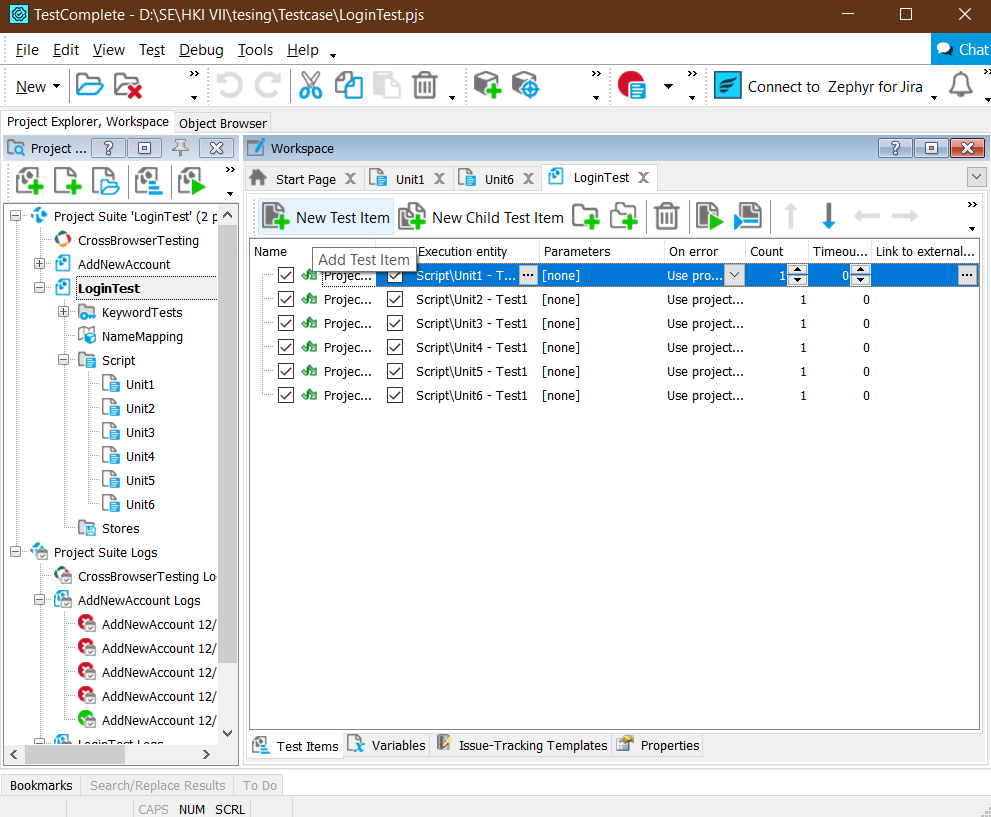 TestComplete - D:\SE\HKI VII\tesing\Testcase\LoginTest.pjs
File Edit View Test Debug Tools Help
Chat
New
Connect to Zephyr for Jira
Project Explorer, Workspace Object Browser
Project ...
Workspace
Start Page Unit1 Unit6 LoginTest
New Test Item New Child Test Item
Add Test Item
Project Suite 'LoginTest' (2 p
CrossBrowserTesting
AddNewAccount
LoginTest
KeywordTests
NameMapping
Script
Unit1
Unit2
Unit3
Unit4
Unit5
Unit6
Stores
Project Suite Logs
CrossBrowserTesting Lo
AddNewAccount Logs
AddNewAccount 12/
AddNewAccount 12/
AddNewAccount 12/
AddNewAccount 12/
AddNewAccount 12/
LoginTest Logs
Name Execution entity Parameters On error Count Timeou... Link to external...
Projec... Script\Unit1 - T... ... [none] Use pro... 1 0 ...
Projec... Script\Unit2 - Test1 [none] Use project... 1 0
Projec... Script\Unit3 - Test1 [none] Use project... 1 0
Projec... Script\Unit4 - Test1 [none] Use project... 1 0
Projec... Script\Unit5 - Test1 [none] Use project... 1 0
Projec... Script\Unit6 - Test1 [none] Use project... 1 0
Test Items Variables Issue-Tracking Templates Properties
Bookmarks Search/Replace Results To Do
CAPS NUM SCRL